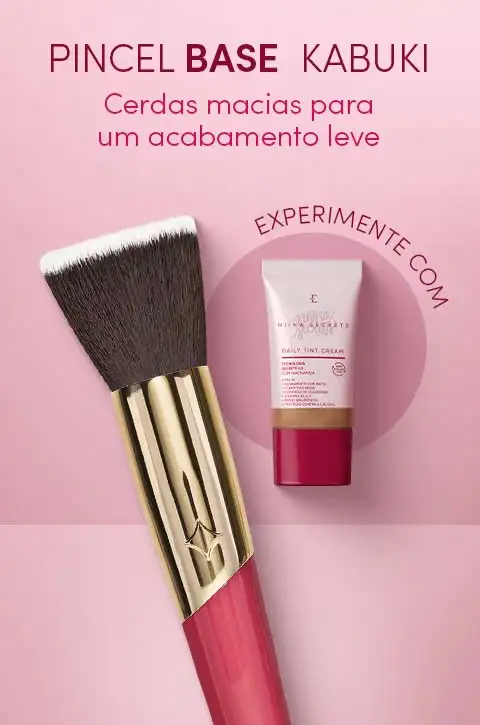 PINCEL BASE KABUKI
Cerdas macias para
um acabamento leve
EXPERIMENTE COM
E
NIINA SECRETS
DAILY TINT CREAM